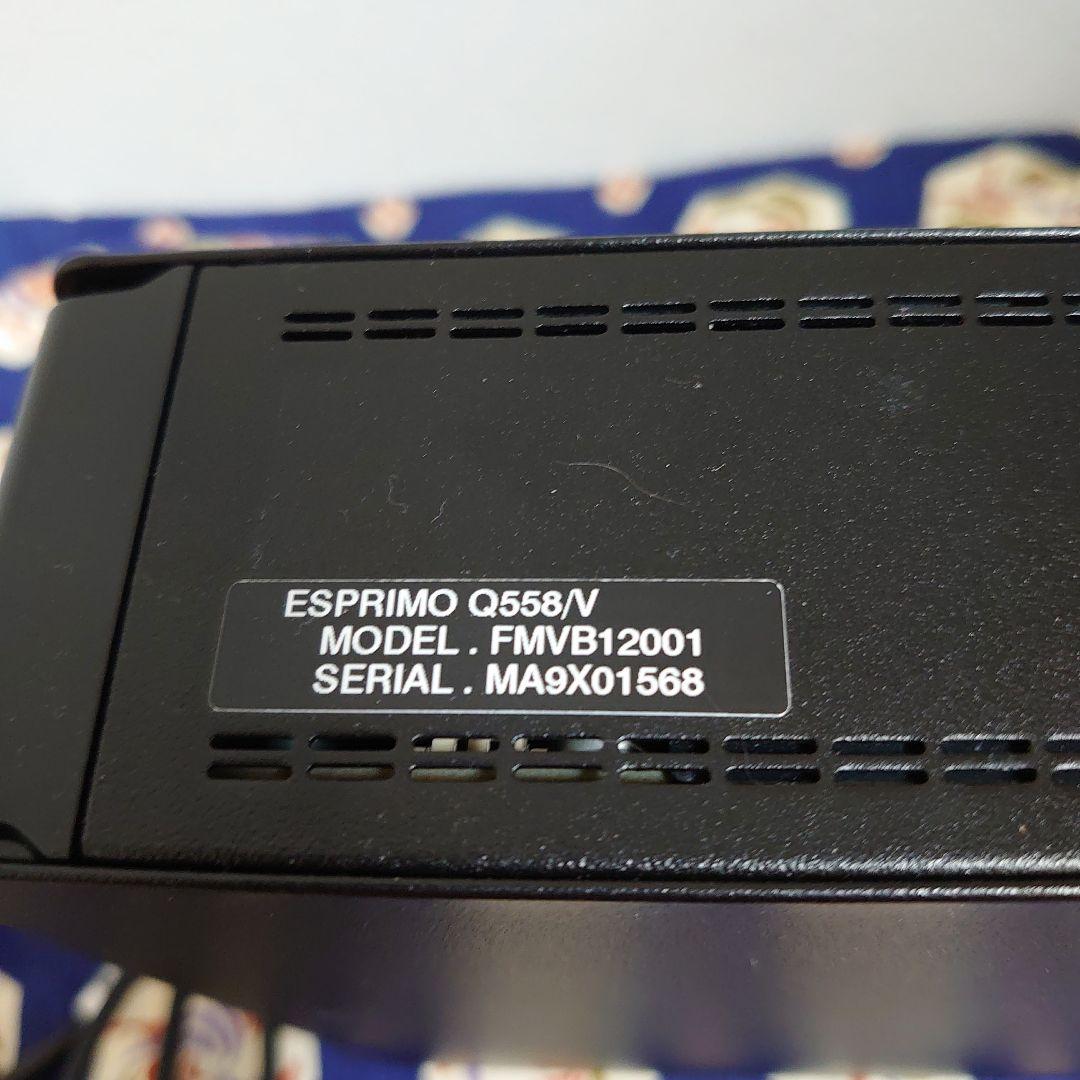 ESPRIMO Q558/V
MODEL . FMVB12001
SERIAL . MA9X01568